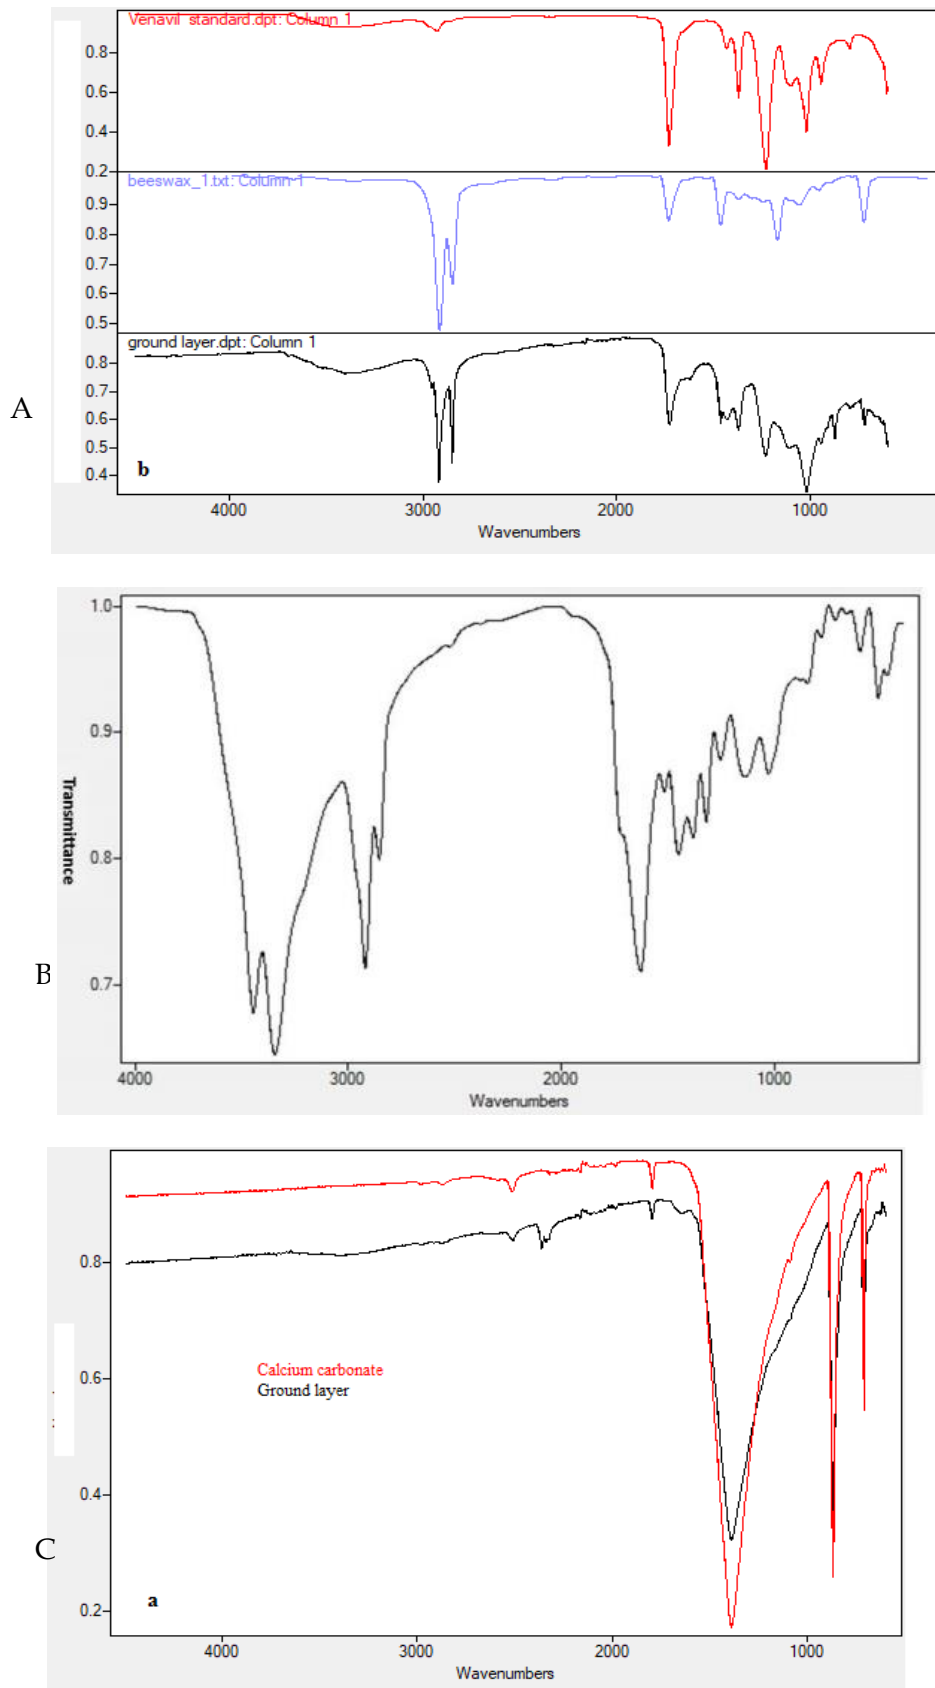 Venavil standard.dpt: Column 1
0.8
0.6
0.4
0.2
beeswax_1.txt: Column 1
0.9
0.8
0.7
0.6
0.5
ground layer.dpt: Column 1
0.8
0.7
0.6
0.5
0.4
A
b
4000 3000 2000 1000
Wavenumbers
1.0
0.9
0.8
0.7
Transmittance
B
4000 3000 2000 1000
Wavenumbers
0.8
0.6
0.4
0.2
Calcium carbonate
Ground layer
C
a
4000 3000 2000 1000
Wavenumbers